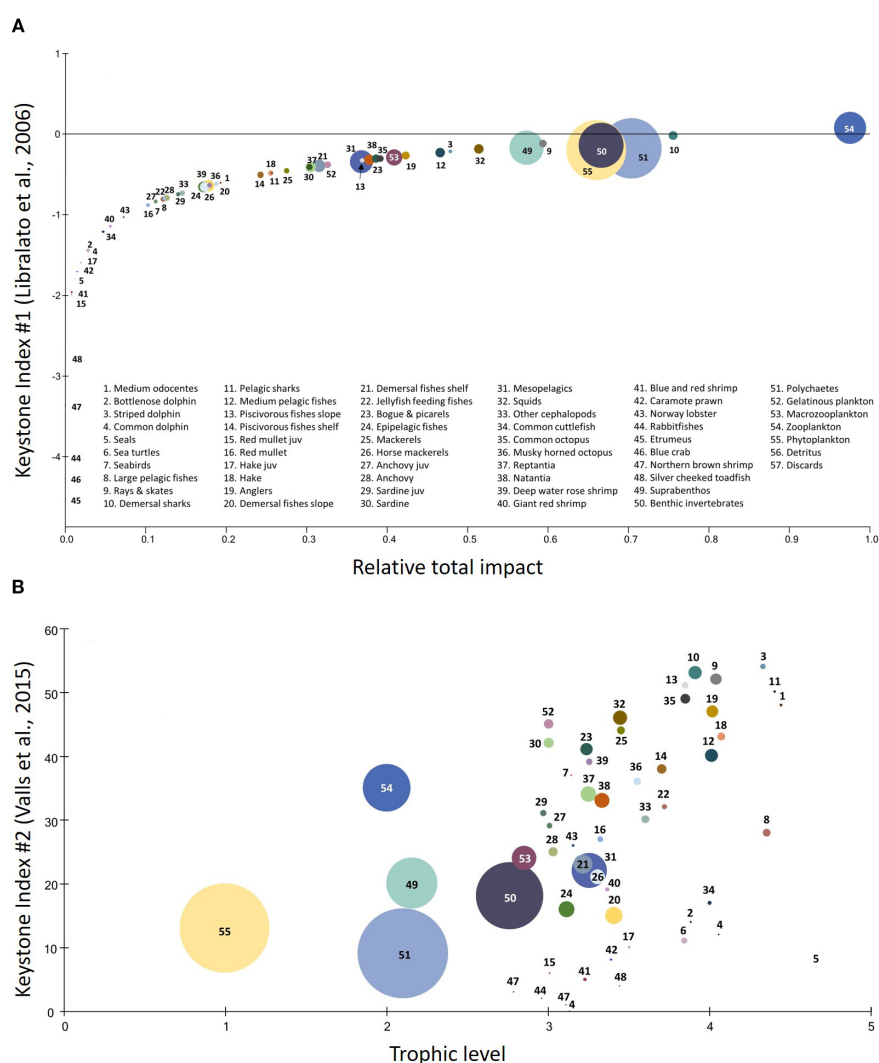 A
Keystone Index #1 (Libralato et al., 2006)
1
0
-1
-2
-3
-4
54
10
50
51
55
9
49
32
3
12
19
53
35
38
23
31
13
21
37
52
30
25
18
11
14
1
36
39
20
26
24
33
29
28
22
27
8
7
16
43
40
34
2
4
17
42
5
41
15
48
47
44
46
45
1. Medium odocentes
2. Bottlenose dolphin
3. Striped dolphin
4. Common dolphin
5. Seals
6. Sea turtles
7. Seabirds
8. Large pelagic fishes
9. Rays & skates
10. Demersal sharks
11. Pelagic sharks
12. Medium pelagic fishes
13. Piscivorous fishes slope
14. Piscivorous fishes shelf
15. Red mullet juv
16. Red mullet
17. Hake juv
18. Hake
19. Anglers
20. Demersal fishes slope
21. Demersal fishes shelf
22. Jellyfish feeding fishes
23. Bogue & picarels
24. Epipelagic fishes
25. Mackerels
26. Horse mackerels
27. Anchovy juv
28. Anchovy
29. Sardine juv
30. Sardine
31. Mesopelagics
32. Squids
33. Other cephalopods
34. Common cuttlefish
35. Common octopus
36. Musky horned octopus
37. Reptantia
38. Natantia
39. Deep water rose shrimp
40. Giant red shrimp
41. Blue and red shrimp
42. Caramote prawn
43. Norway lobster
44. Rabbitfishes
45. Etrumeus
46. Blue crab
47. Northern brown shrimp
48. Silver cheeked toadfish
49. Suprabenthos
50. Benthic invertebrates
51. Polychaetes
52. Gelatinous plankton
53. Macrozooplankton
54. Zooplankton
55. Phytoplankton
56. Detritus
57. Discards
0.0 0.1 0.2 0.3 0.4 0.5 0.6 0.7 0.8 0.9 1.0
Relative total impact
B
Keystone Index #2 (Valls et al., 2015)
60
50
40
30
20
10
0
3
10
9
13
11
35
1
19
18
12
32
25
52
30
23
39
7
37
38
36
14
22
33
8
54
29
27
28
43
16
53
21
31
26
40
49
50
24
20
55
51
34
2
4
6
17
42
5
15
41
48
47
44
47
4
0 1 2 3 4 5
Trophic level